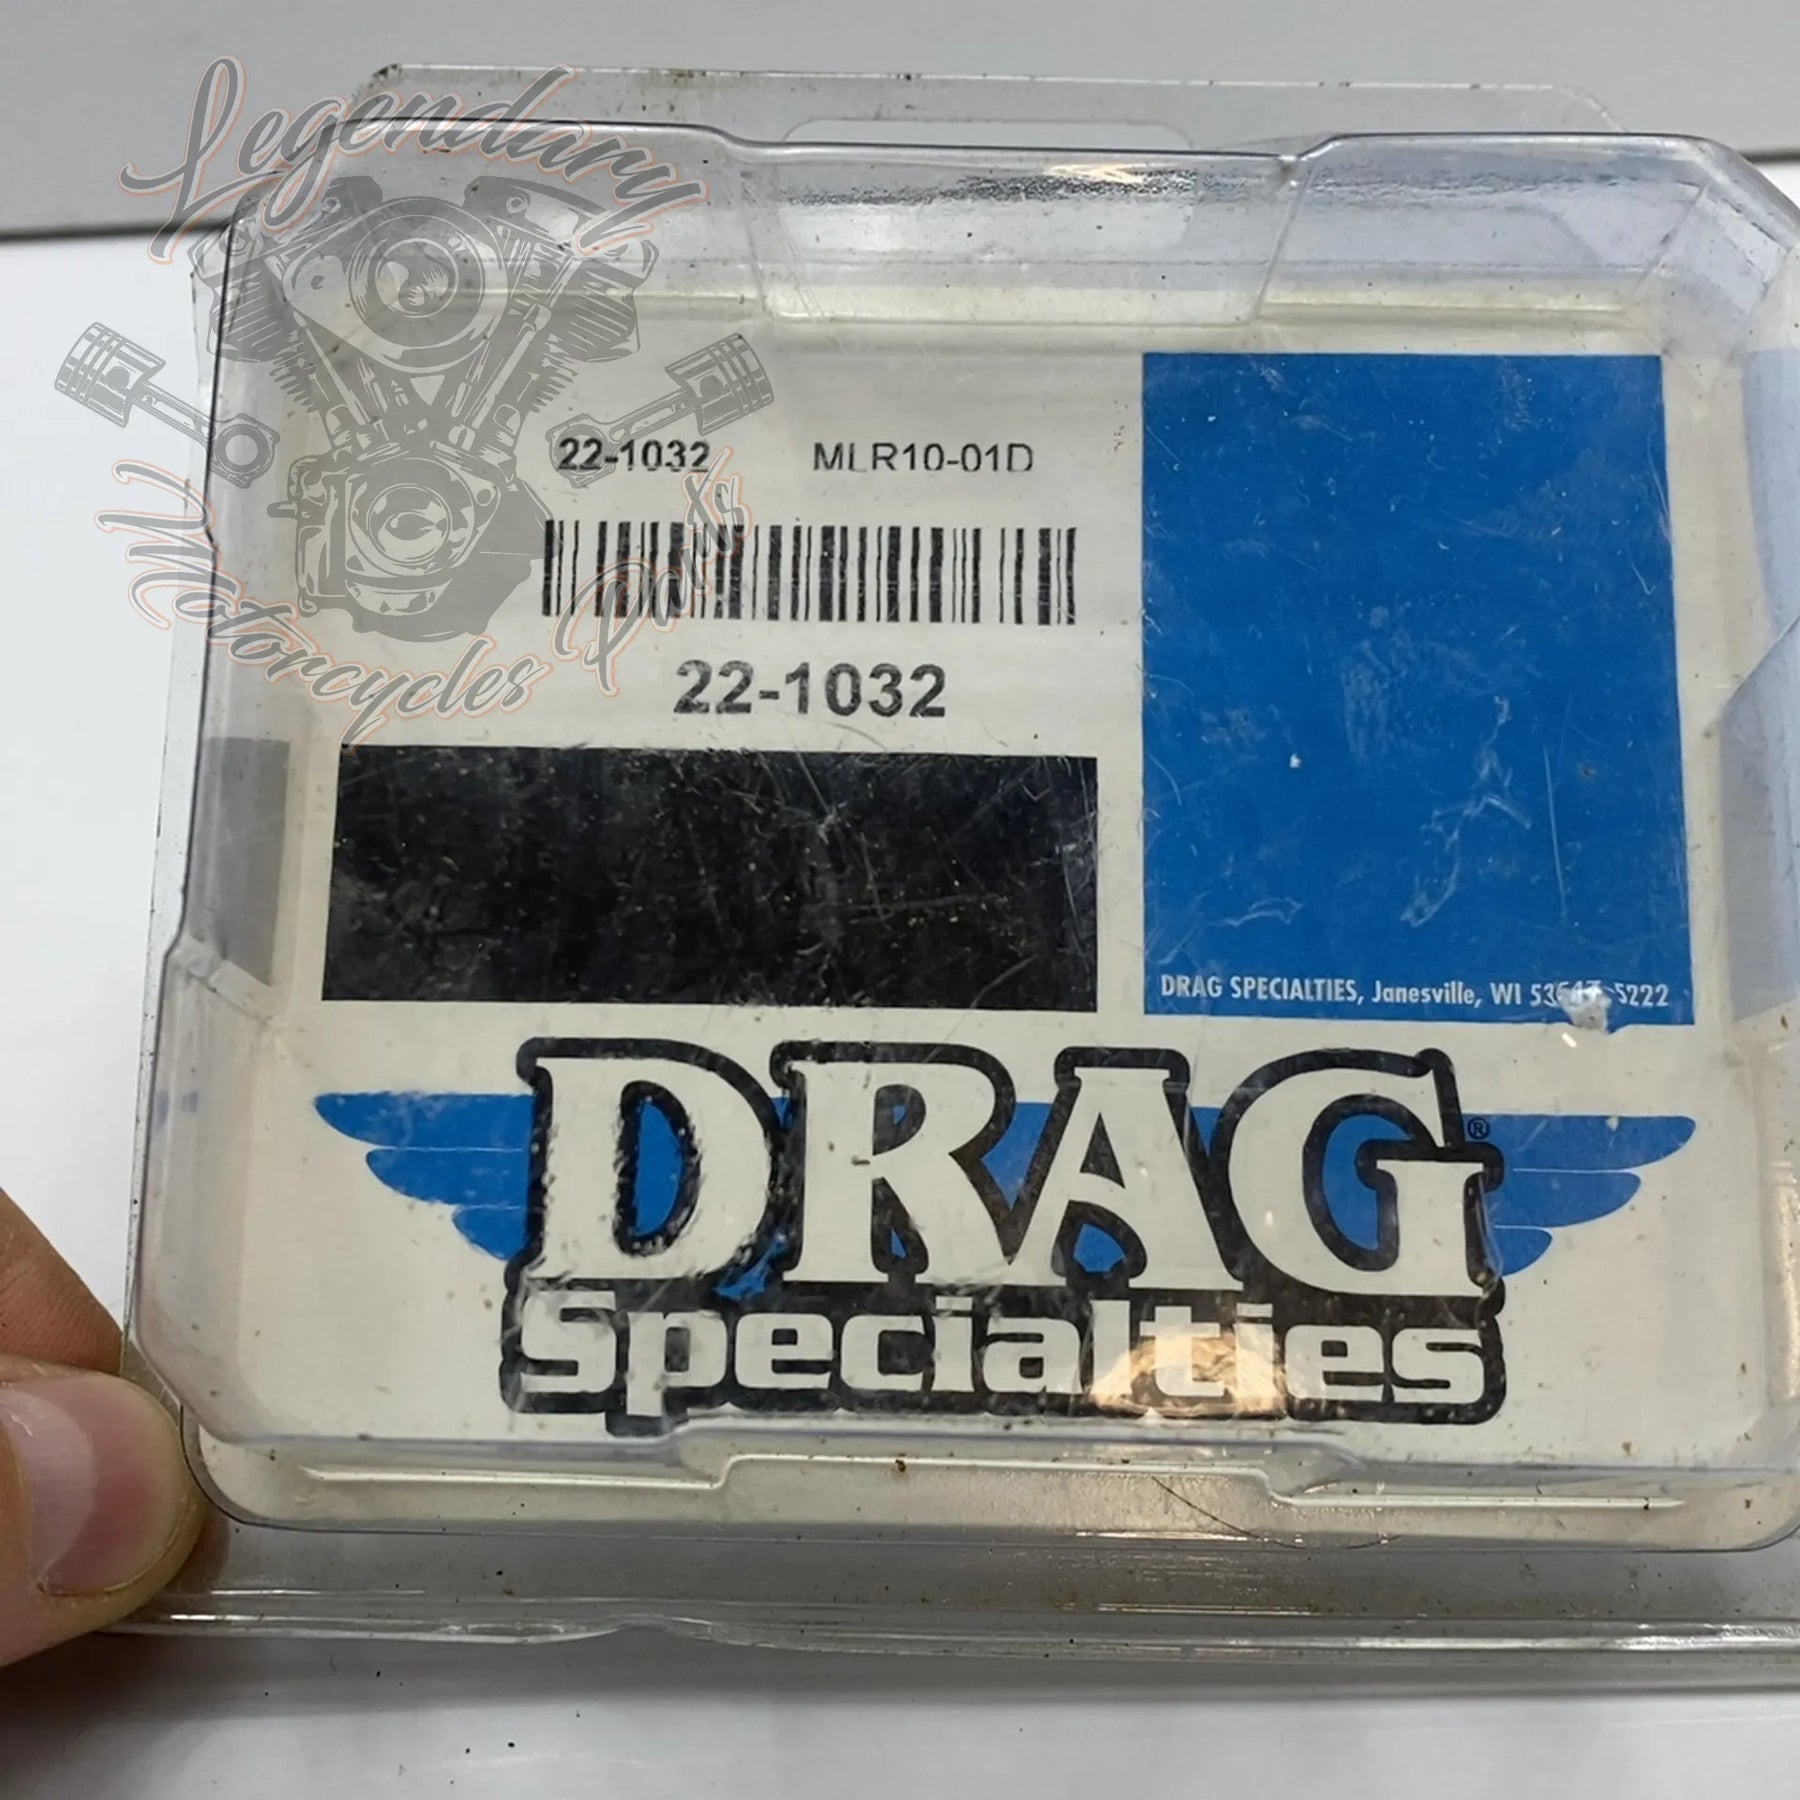 Legendary
Motorcycles Parts
22-1032 MLR10-01D
22-1032
DRAG SPECIALTIES, Janesville, WI
DRAG®
Specialties